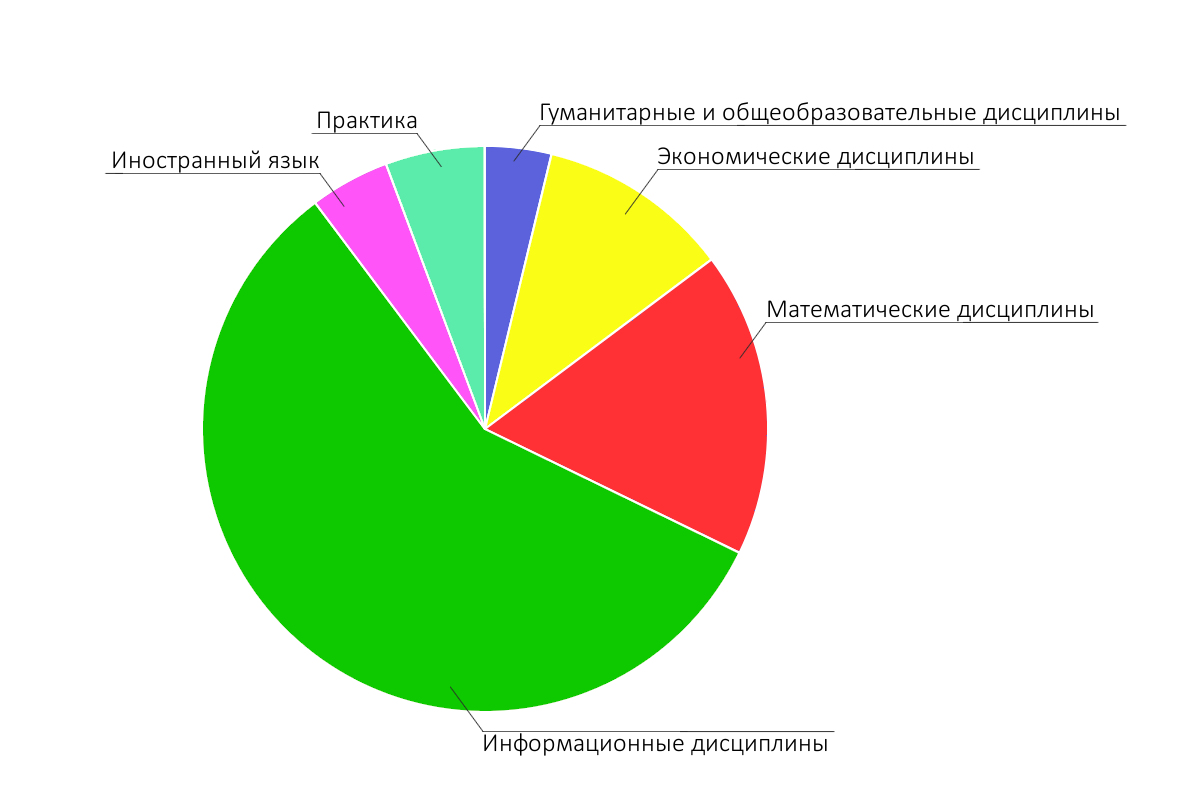 Гуманитарные и общеобразовательные дисциплины
Практика
Экономические дисциплины
Иностранный язык
Математические дисциплины
Информационные дисциплины